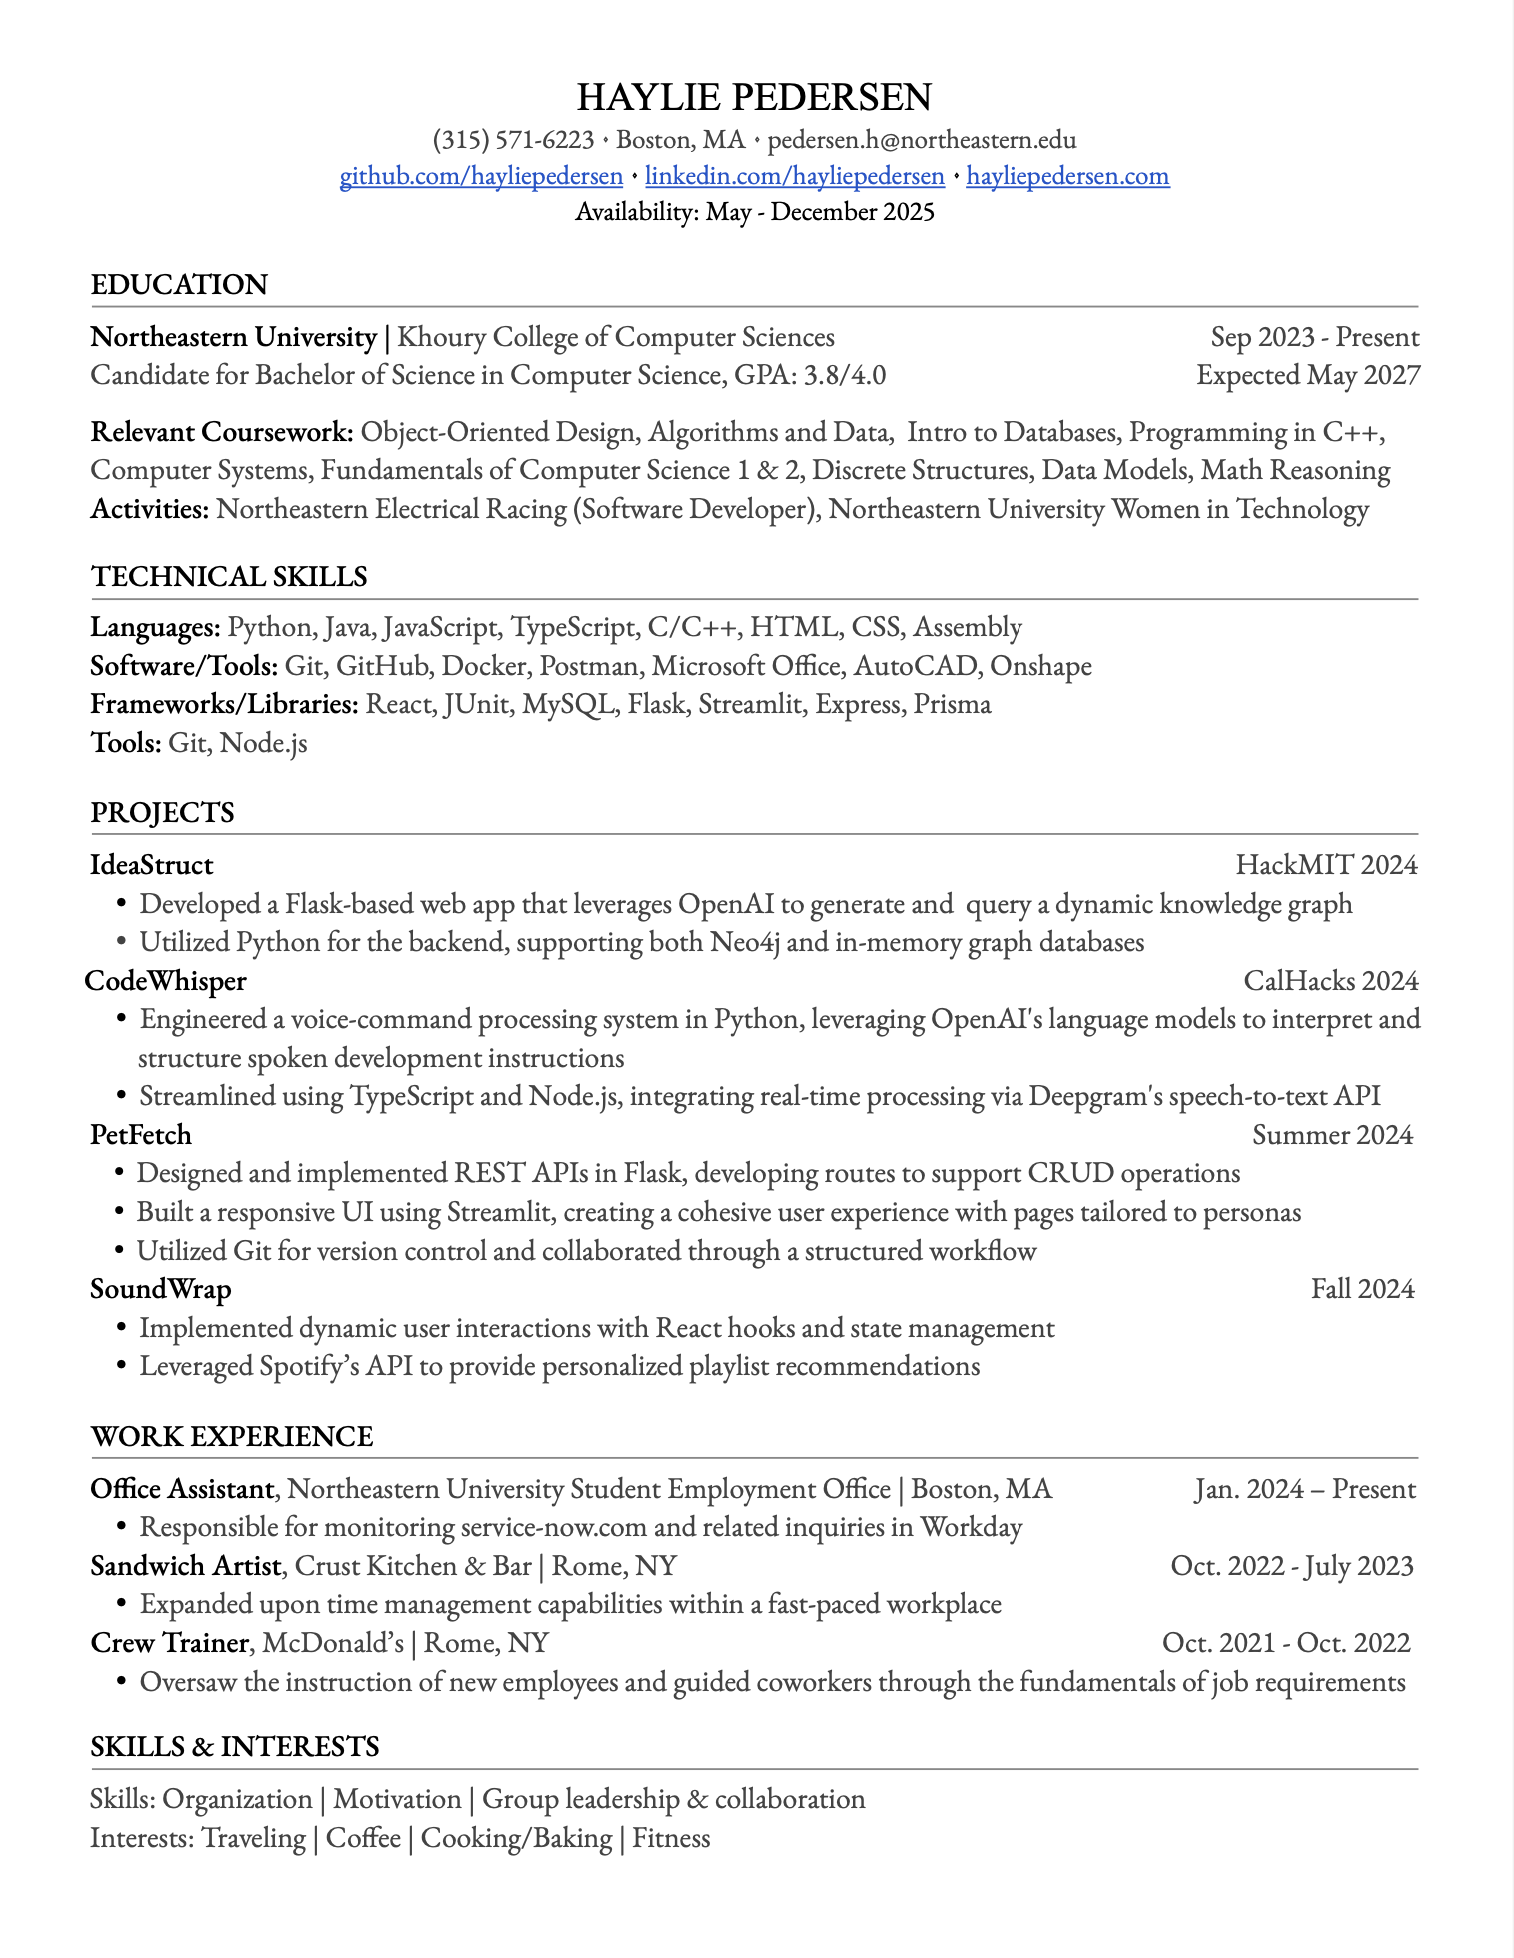 HAYLIE PEDERSEN
(315) 571-6223 · Boston, MA · pedersen.h@northeastern.edu
github.com/hayliepedersen · linkedin.com/hayliepedersen · hayliepedersen.com
Availability: May - December 2025
EDUCATION
Northeastern University | Khoury College of Computer Sciences Sep 2023 - Present
Candidate for Bachelor of Science in Computer Science, GPA: 3.8/4.0 Expected May 2027
Relevant Coursework: Object-Oriented Design, Algorithms and Data,  Intro to Databases, Programming in C++,
Computer Systems, Fundamentals of Computer Science 1 & 2, Discrete Structures, Data Models, Math Reasoning
Activities: Northeastern Electrical Racing (Software Developer), Northeastern University Women in Technology
TECHNICAL SKILLS
Languages: Python, Java, JavaScript, TypeScript, C/C++, HTML, CSS, Assembly
Software/Tools: Git, GitHub, Docker, Postman, Microsoft Office, AutoCAD, Onshape
Frameworks/Libraries: React, JUnit, MySQL, Flask, Streamlit, Express, Prisma
Tools: Git, Node.js
PROJECTS
IdeaStruct HackMIT 2024
• Developed a Flask-based web app that leverages OpenAI to generate and  query a dynamic knowledge graph
• Utilized Python for the backend, supporting both Neo4j and in-memory graph databases
CodeWhisper CalHacks 2024
• Engineered a voice-command processing system in Python, leveraging OpenAI's language models to interpret and
structure spoken development instructions
• Streamlined using TypeScript and Node.js, integrating real-time processing via Deepgram's speech-to-text API
PetFetch Summer 2024
• Designed and implemented REST APIs in Flask, developing routes to support CRUD operations
• Built a responsive UI using Streamlit, creating a cohesive user experience with pages tailored to personas
• Utilized Git for version control and collaborated through a structured workflow
SoundWrap Fall 2024
• Implemented dynamic user interactions with React hooks and state management
• Leveraged Spotify’s API to provide personalized playlist recommendations
WORK EXPERIENCE
Office Assistant, Northeastern University Student Employment Office | Boston, MA Jan. 2024 – Present
• Responsible for monitoring service-now.com and related inquiries in Workday
Sandwich Artist, Crust Kitchen & Bar | Rome, NY Oct. 2022 - July 2023
• Expanded upon time management capabilities within a fast-paced workplace
Crew Trainer, McDonald’s | Rome, NY Oct. 2021 - Oct. 2022
• Oversaw the instruction of new employees and guided coworkers through the fundamentals of job requirements
SKILLS & INTERESTS
Skills: Organization | Motivation | Group leadership & collaboration
Interests: Traveling | Coffee | Cooking/Baking | Fitness